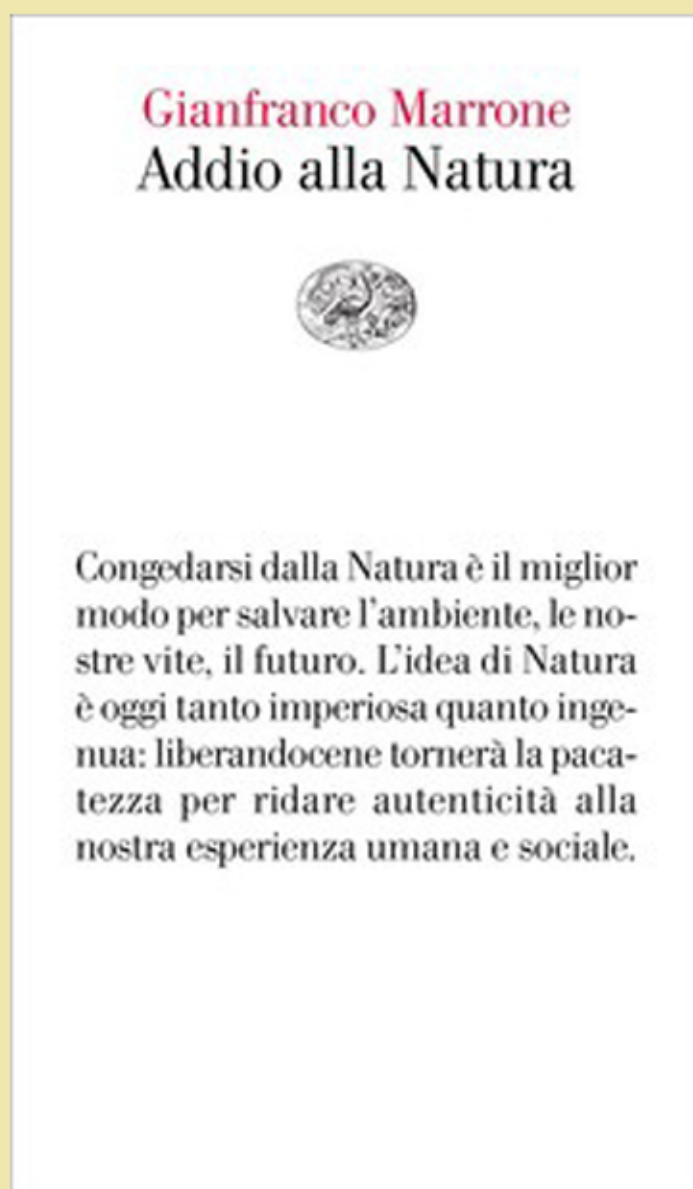 Gianfranco Marrone
Addio alla Natura
Congedarsi dalla Natura è il miglior
modo per salvare l'ambiente, le no-
stre vite, il futuro. L'idea di Natura
è oggi tanto imperiosa quanto inge-
nua: liberandocene tornerà la paca-
tezza per ridare autenticità alla
nostra esperienza umana e sociale.